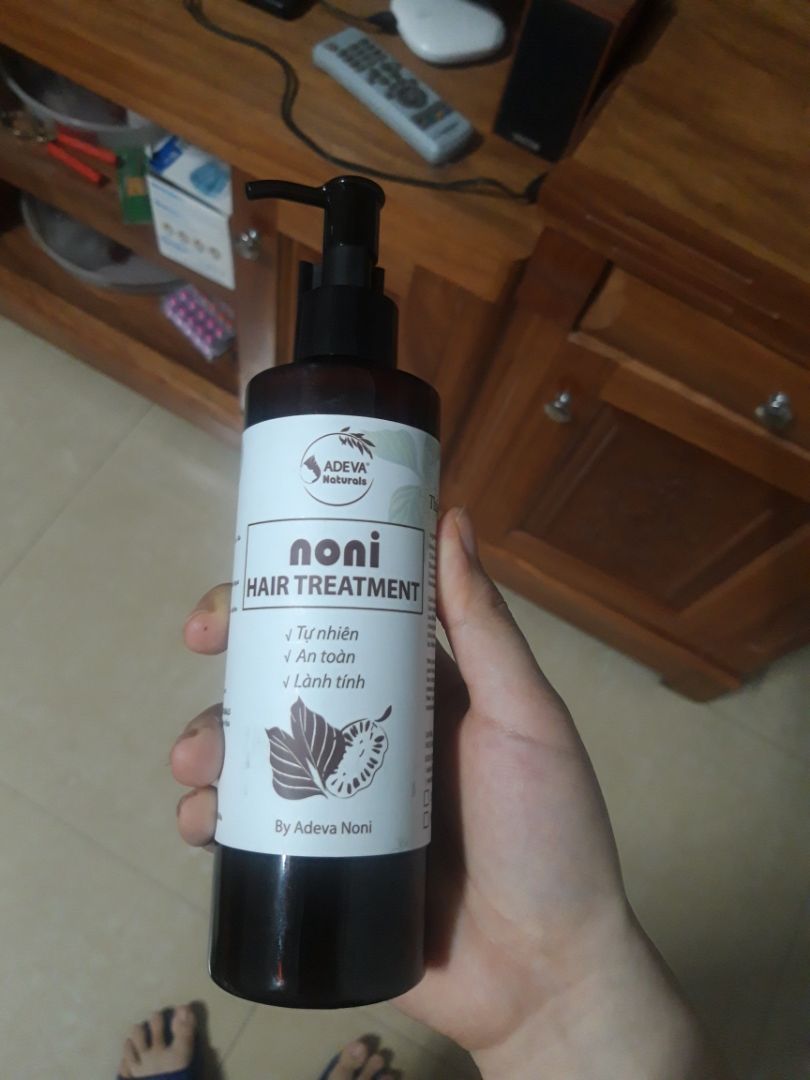 ADEVA
Naturals
noni
HAIR TREATMENT
√ Tự nhiên
√ An toàn
√ Lành tính
By Adeva Noni